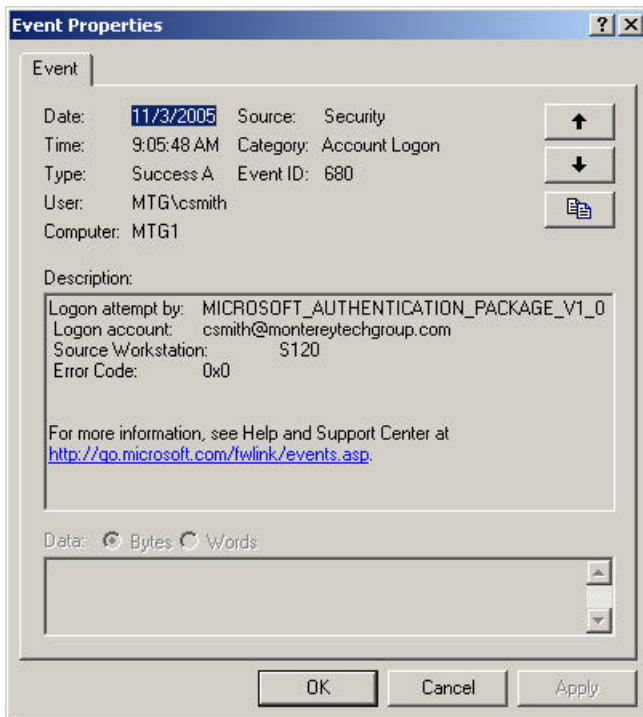 Event Properties
Event
Date: 11/3/2005 Source: Security
Time: 9:05:48 AM Category: Account Logon
Type: Success A Event ID: 680
User: MTG\csmith
Computer: MTG1
Description:
Logon attempt by: MICROSOFT_AUTHENTICATION_PACKAGE_V1_0
Logon account: csmith@montereytechgroup.com
Source Workstation: S120
Error Code: 0x0
For more information, see Help and Support Center at
http://go.microsoft.com/fwlink/events.asp.
Data: Bytes Words
OK Cancel Apply